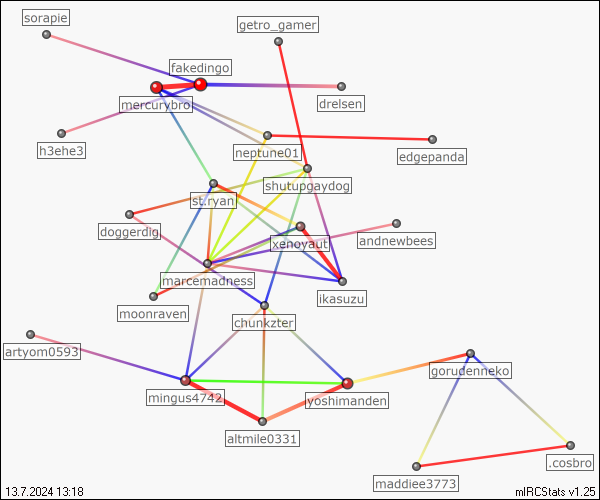 sorapie
getro_gamer
fakedingo
mercurybro
drelsen
h3ehe3
neptune01
edgepanda
shutupgaydog
st.ryan
doggerdig
xenoyaut
andnewbees
marcemadness
ikasuzu
moonraven
chunkzter
artyom0593
gorudenneko
mingus4742
yoshimanden
altmile0331
.cosbro
maddiee3773
13.7.2024 13:18
mIRCStats v1.25